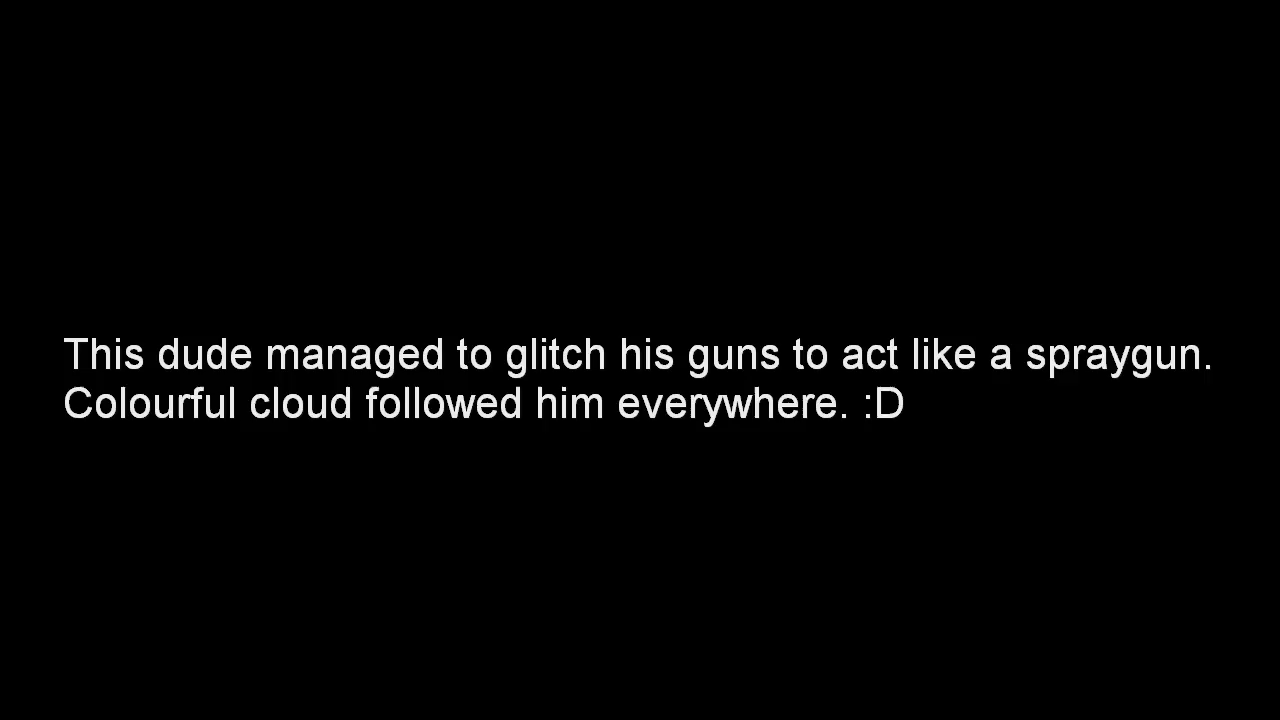 This dude managed to glitch his guns to act like a spraygun.
Colourful cloud followed him everywhere. :D